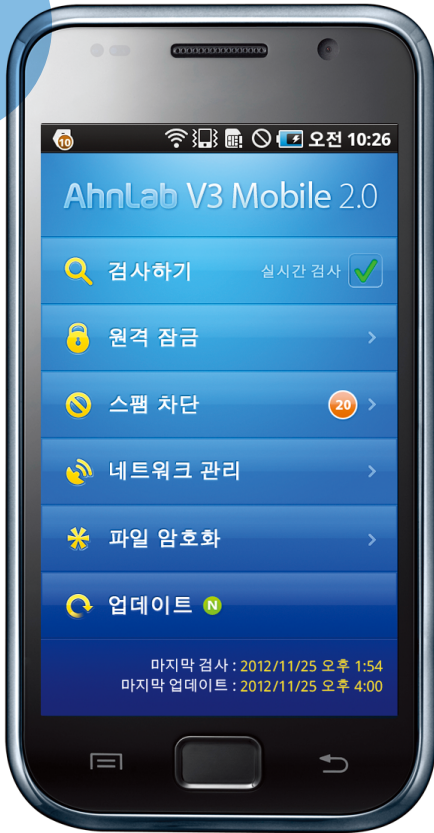 10
오전 10:26
AhnLab V3 Mobile 2.0
검사하기 실시간 검사
원격 잠금
스팸 차단 20
네트워크 관리
파일 암호화
업데이트 N
마지막 검사 : 2012/11/25 오후 1:54
마지막 업데이트 : 2012/11/25 오후 4:00